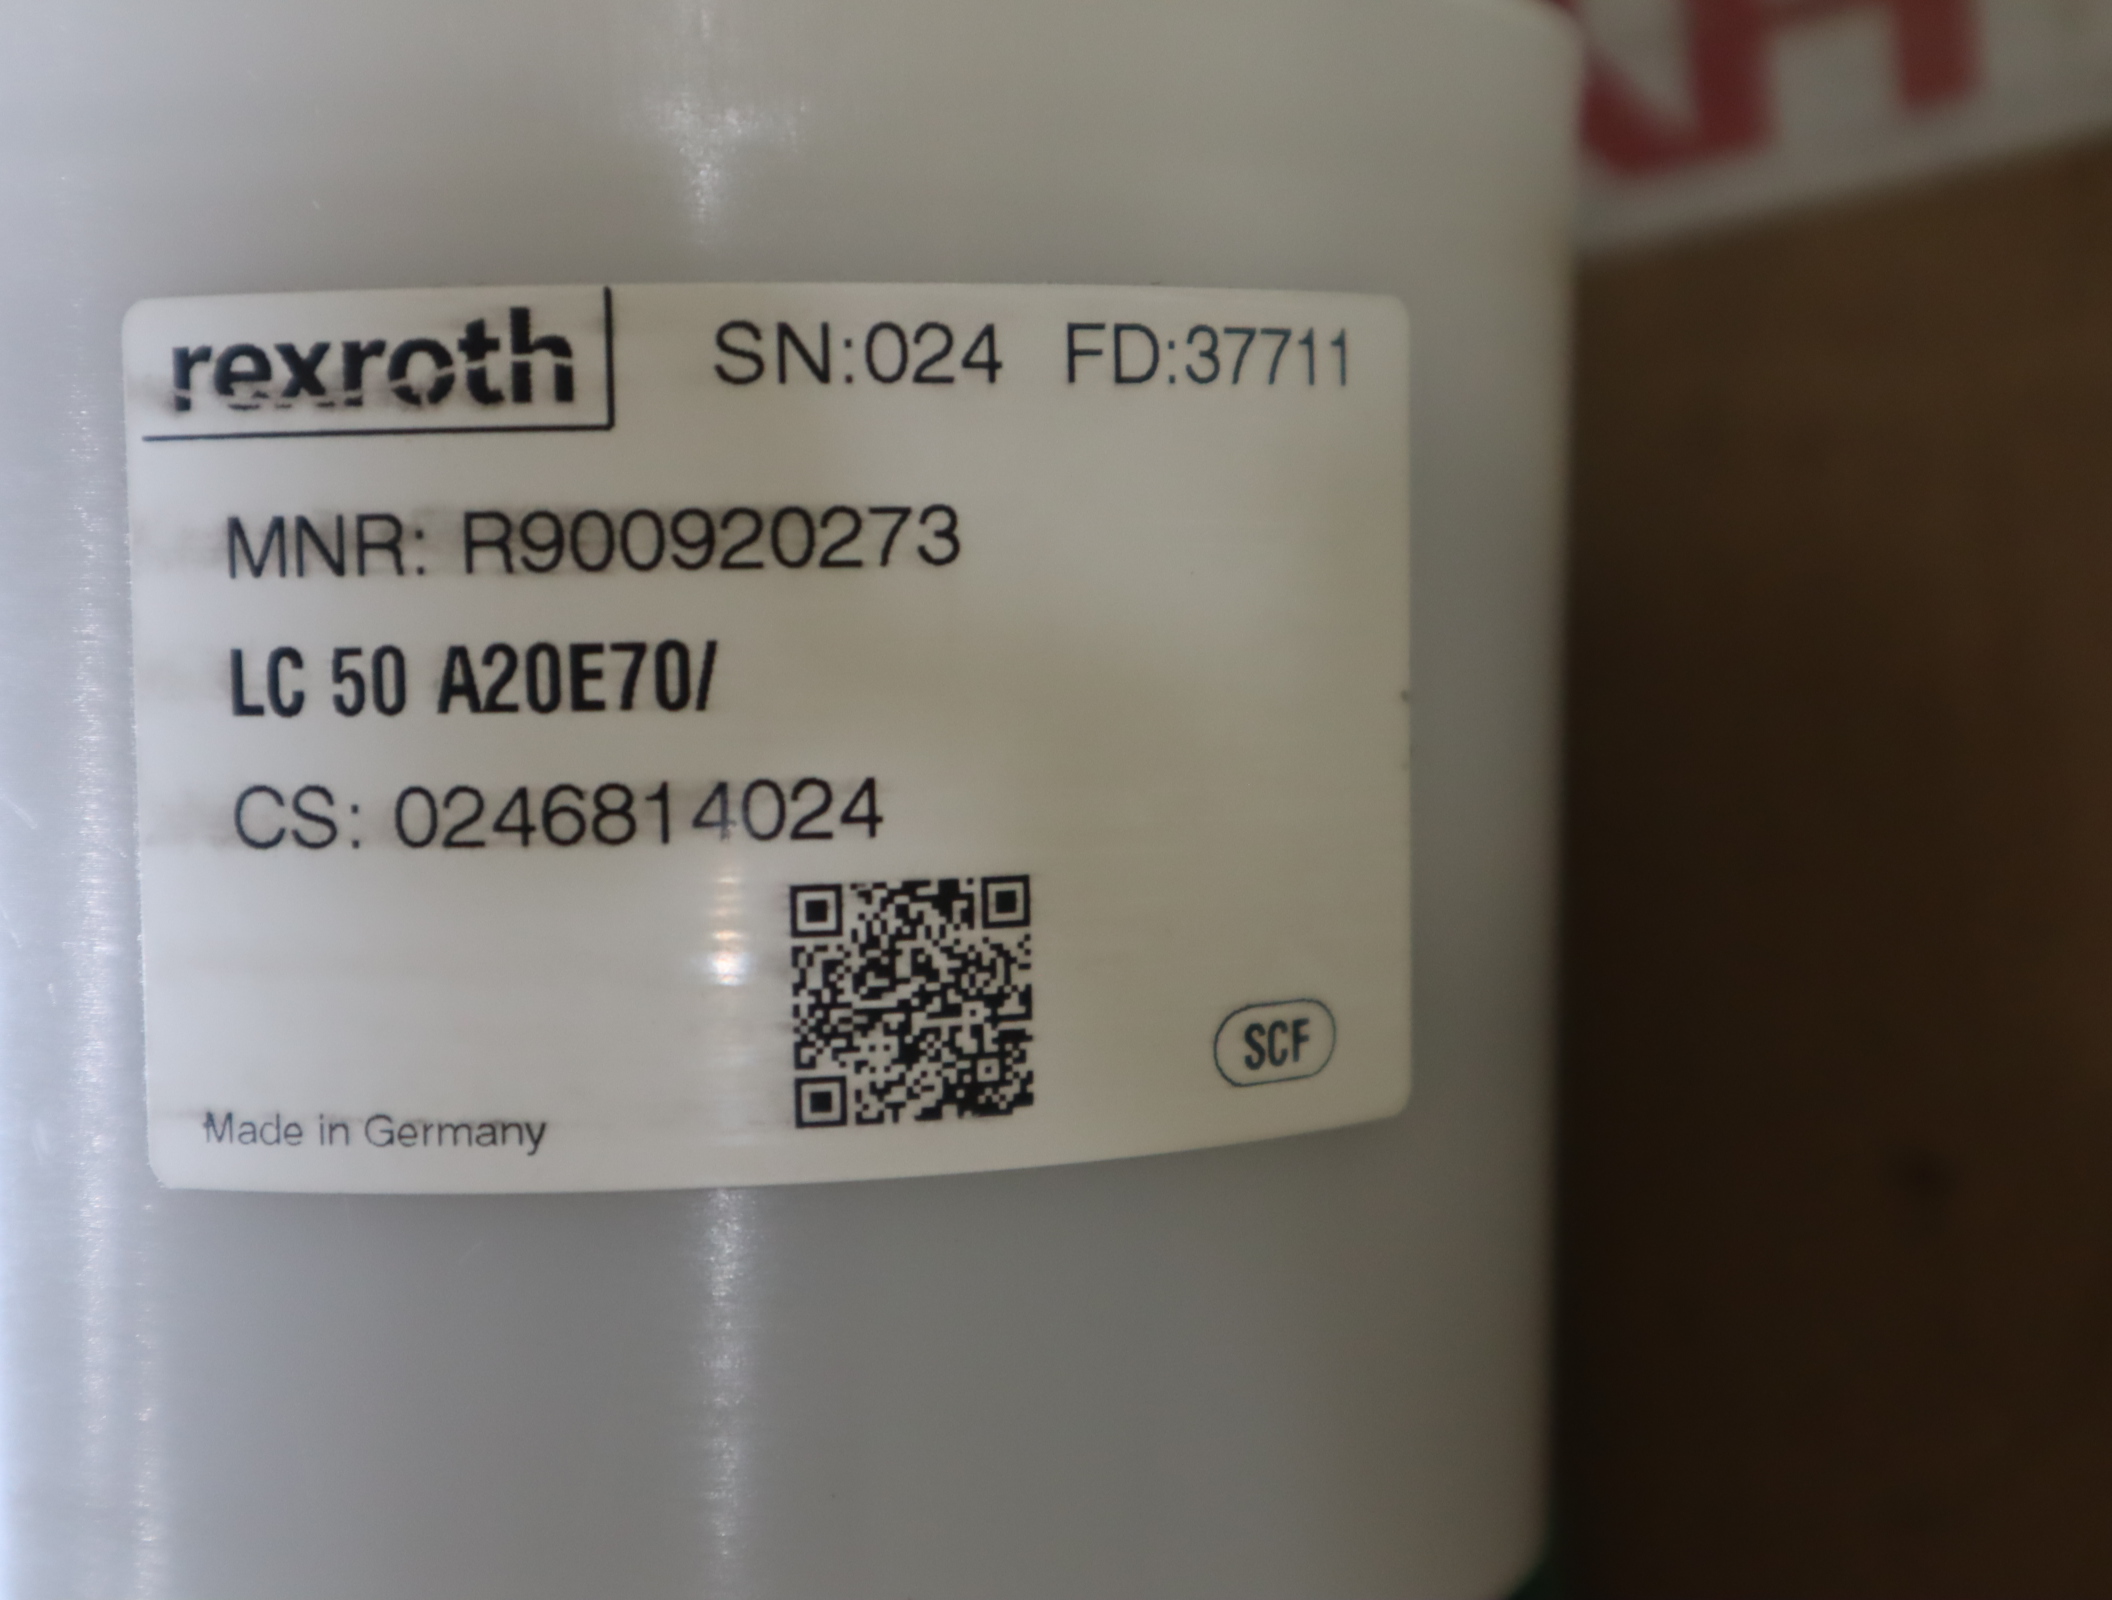 rexroth SN:024 FD:37711
MNR: R900920273
LC 50 A20E70/
CS: 0246814024
SCF
Made in Germany